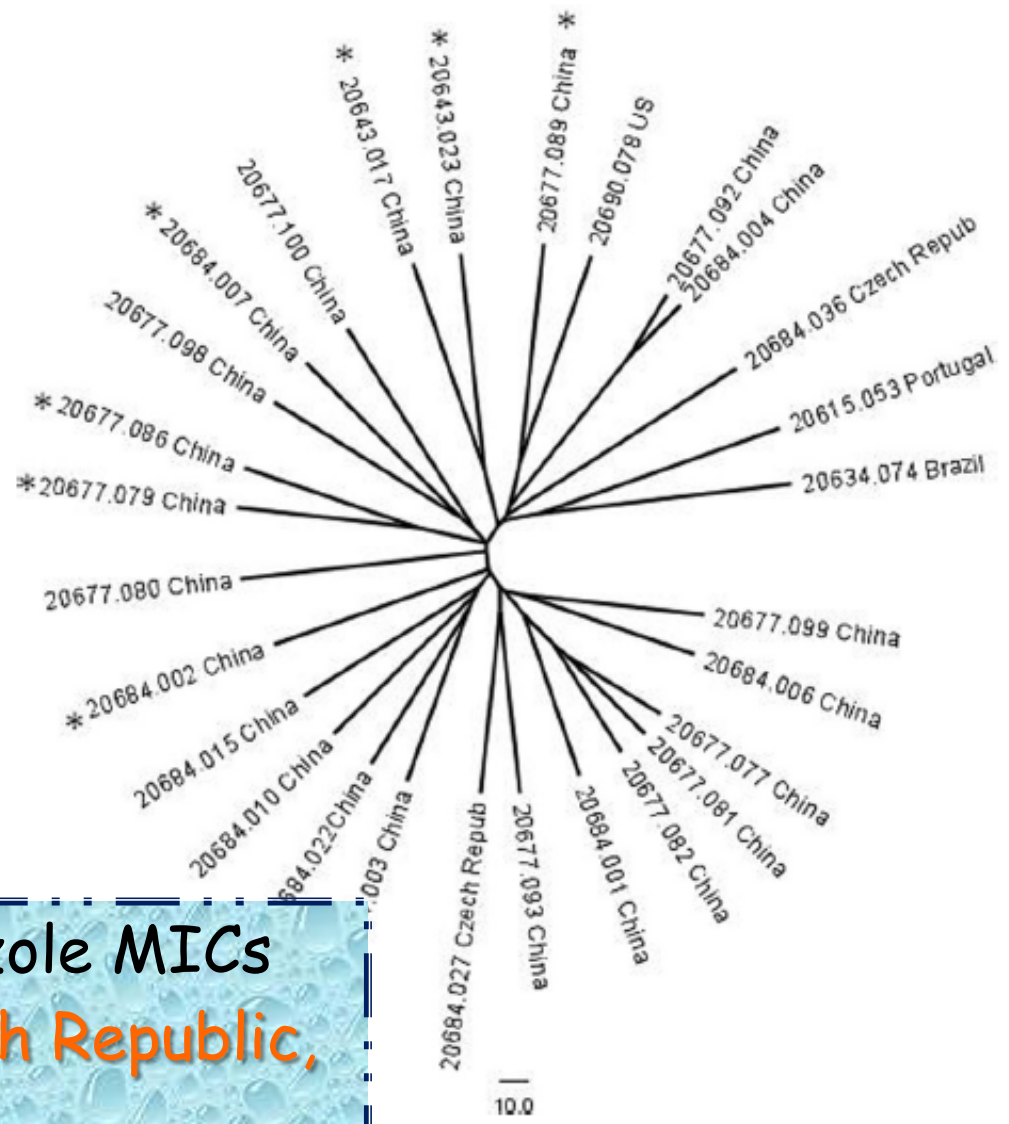 * 20643.017 China
* 20643.023 China
20677.089 China *
20690.078 US
20677.092 China
20684.004 China
20684.036 Czech Repub
20615.053 Portugal
20634.074 Brazil
20677.099 China
20684.006 China
20677.077 China
20677.081 China
20677.082 China
20684.001 China
20677.093 China
20684.027 Czech Repub
.003 China
684.022China
20684.010 China
20684.015 China
* 20684.002 China
20677.080 China
*20677.079 China
* 20677.086 China
20677.098 China
* 20684.007 China
20677.100 China
zole MICs
h Republic,
10.0